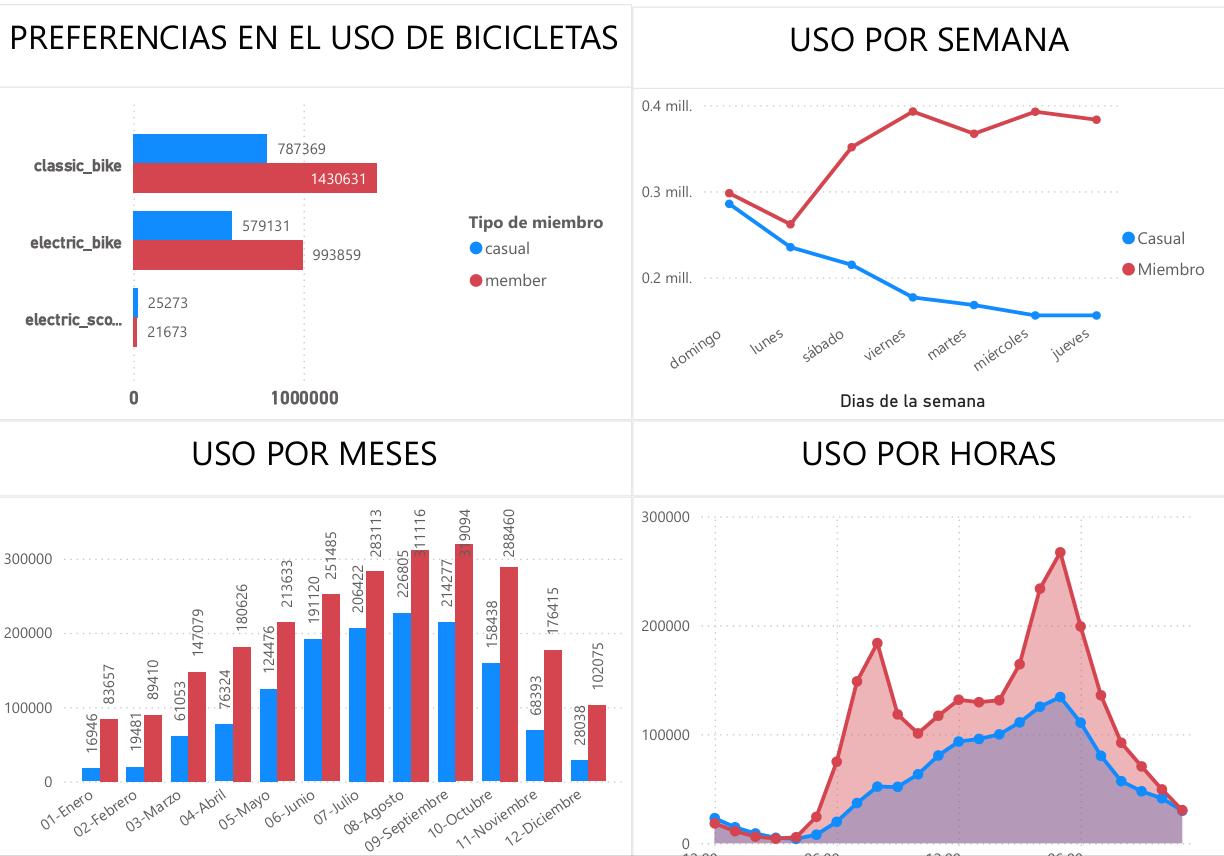 PREFERENCIAS EN EL USO DE BICICLETAS
classic_bike
787369
1430631
electric_bike
579131
993859
electric_sco...
25273
21673
0
1000000
Tipo de miembro
casual
member
USO POR SEMANA
0.4 mill.
0.3 mill.
0.2 mill.
domingo
lunes
sábado
viernes
martes
miércoles
jueves
Dias de la semana
Casual
Miembro
USO POR MESES
300000
200000
100000
0
16946
83657
19481
89410
61053
147079
76324
180626
124476
213633
191120
251485
206422
283113
226805
311116
214277
319094
158438
288460
68393
176415
28038
102075
01-Enero
02-Febrero
03-Marzo
04-Abril
05-Mayo
06-Junio
07-Julio
08-Agosto
09-Septiembre
10-Octubre
11-Noviembre
12-Diciembre
USO POR HORAS
300000
200000
100000
0